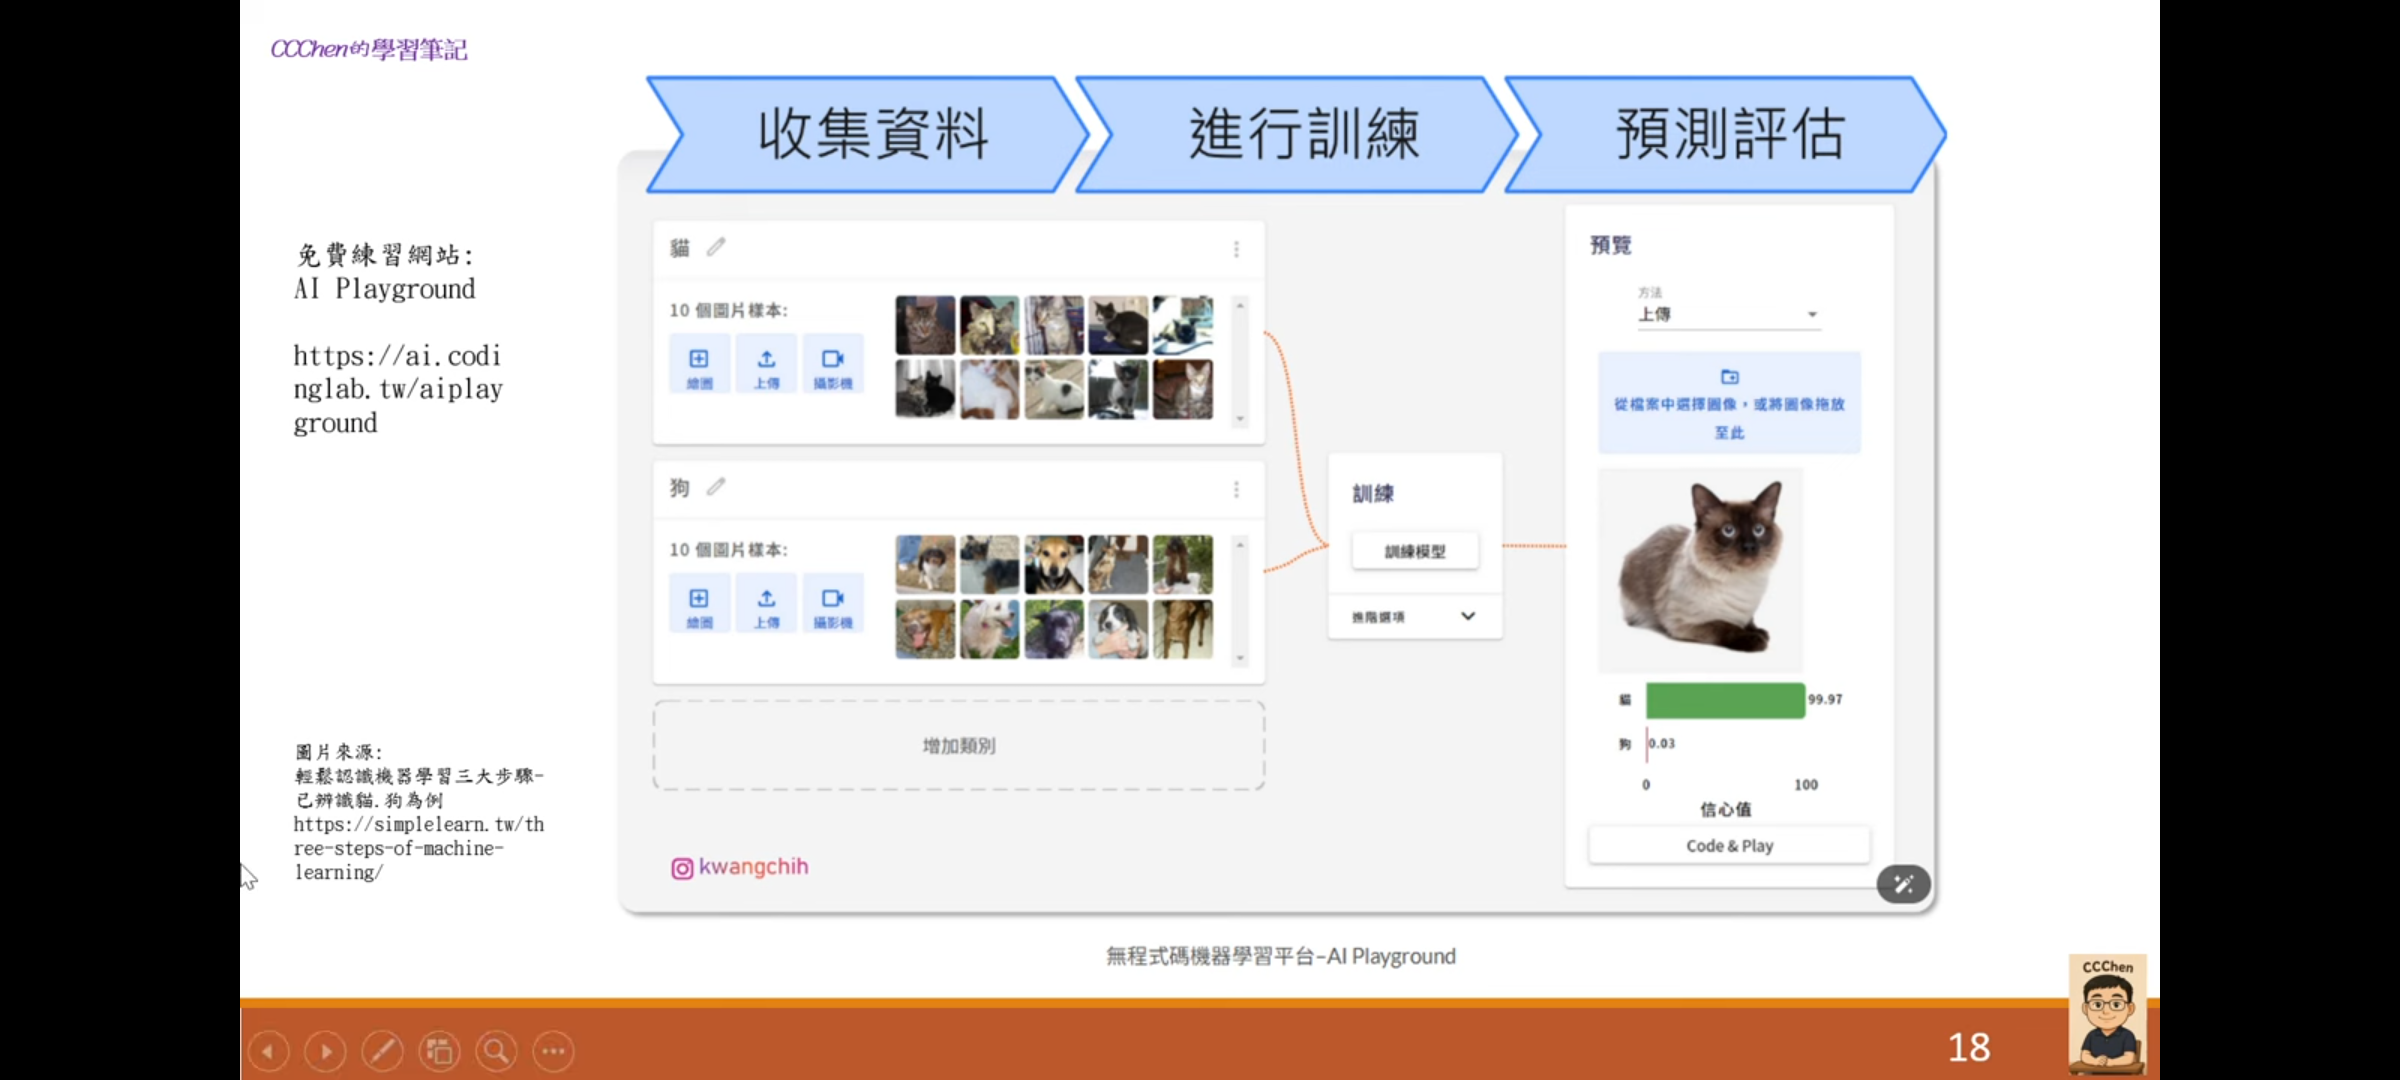 CCChen的學習筆記
收集資料
進行訓練
預測評估
免費練習網站:
AI Playground
https://ai.codi
nglab.tw/aiplay
ground
圖片來源:
輕鬆認識機器學習三大步驟-
已辨識貓.狗為例
https://simplelearn.tw/th
ree-steps-of-machine-
learning/
貓
10 個圖片樣本:
繪圖
上傳
攝影機
狗
10 個圖片樣本:
繪圖
上傳
攝影機
增加類別
kwangchih
訓練
訓練模型
進階選項
預覽
方法
上傳
從檔案中選擇圖像，或將圖像拖放
至此
貓 99.97
狗 0.03
0 100
信心值
Code & Play
無程式碼機器學習平台-AI Playground
CCChen
18